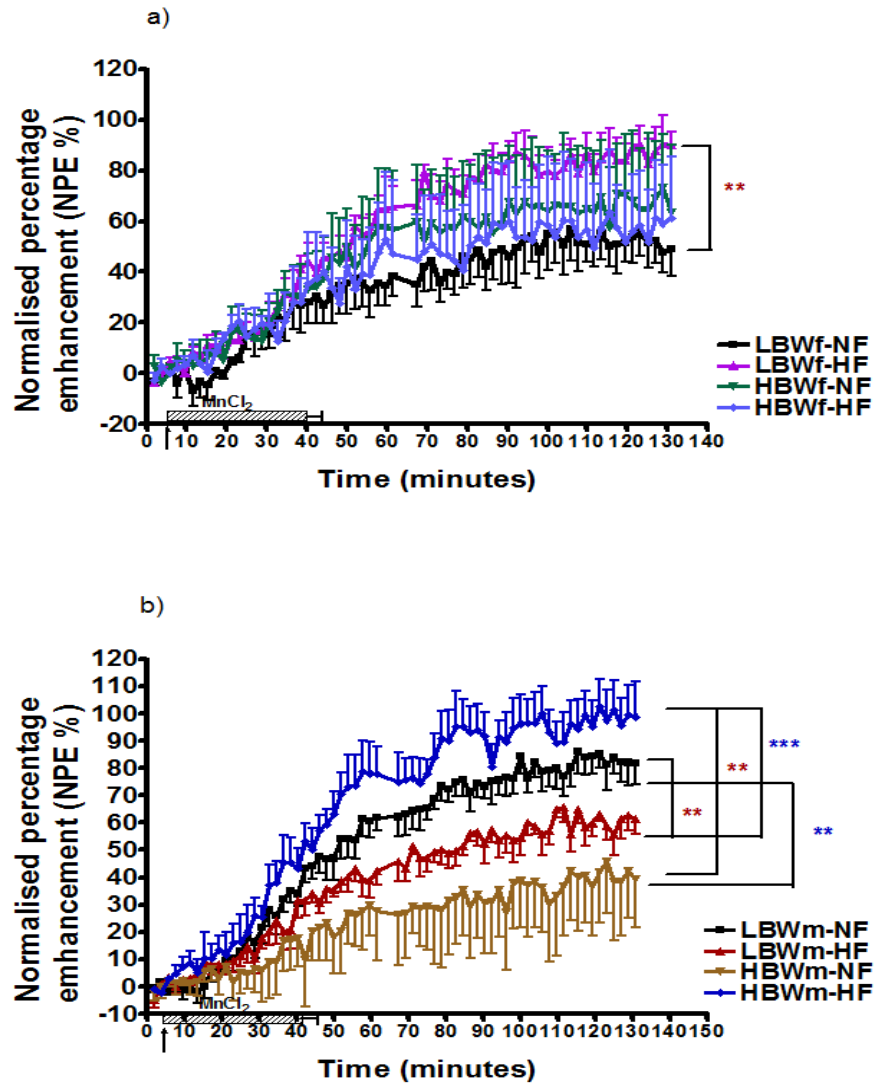 a)
Normalised percentage
emhancement (NPE %)
120
100
80
60
40
20
0
-20
**
MnCl2
LBWf-NF
LBWf-HF
HBWf-NF
HBWf-HF
0 10 20 30 40 50 60 70 80 90 100 110 120 130 140
Time (minutes)
b)
Normalised percentage
enhancement (NPE %)
120
110
100
90
80
70
60
50
40
30
20
10
0
-10
***
**
**
**
MnCl2
LBWm-NF
LBWm-HF
HBWm-NF
HBWm-HF
0 10 20 30 40 50 60 70 80 90 100 110 120 130 140 150
Time (minutes)